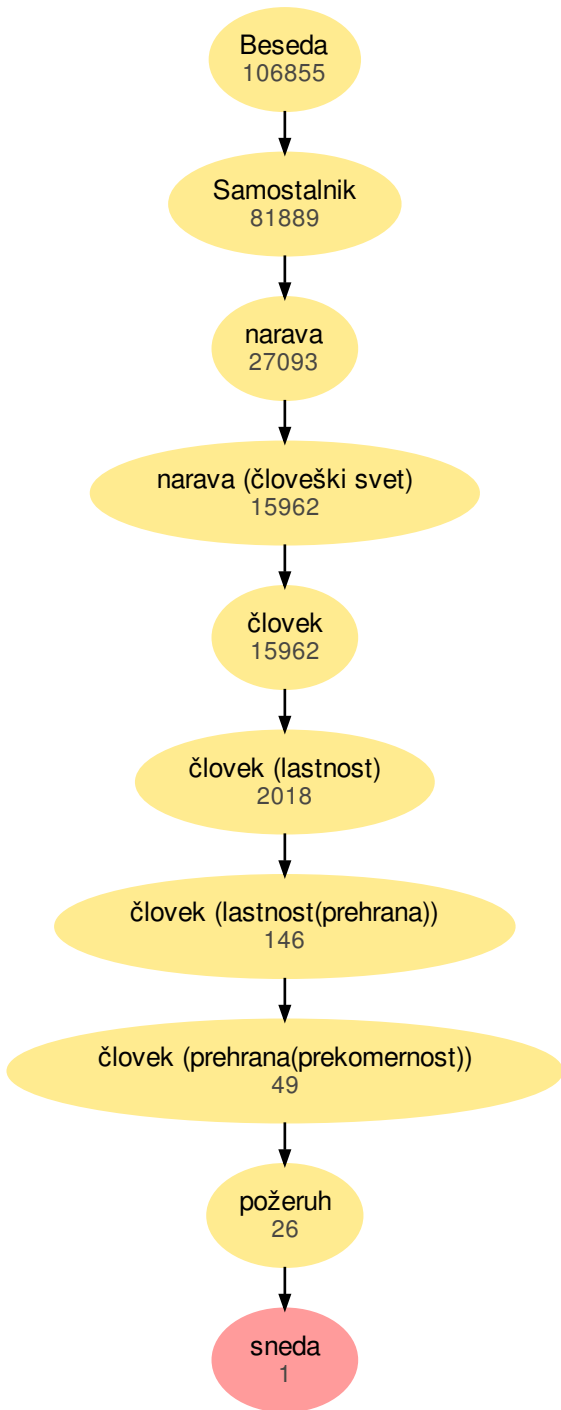 Beseda
106855
Samostalnik
81889
narava
27093
narava (človeški svet)
15962
človek
15962
človek (lastnost)
2018
človek (lastnost(prehrana))
146
človek (prehrana(prekomernost))
49
požeruh
26
sneda
1